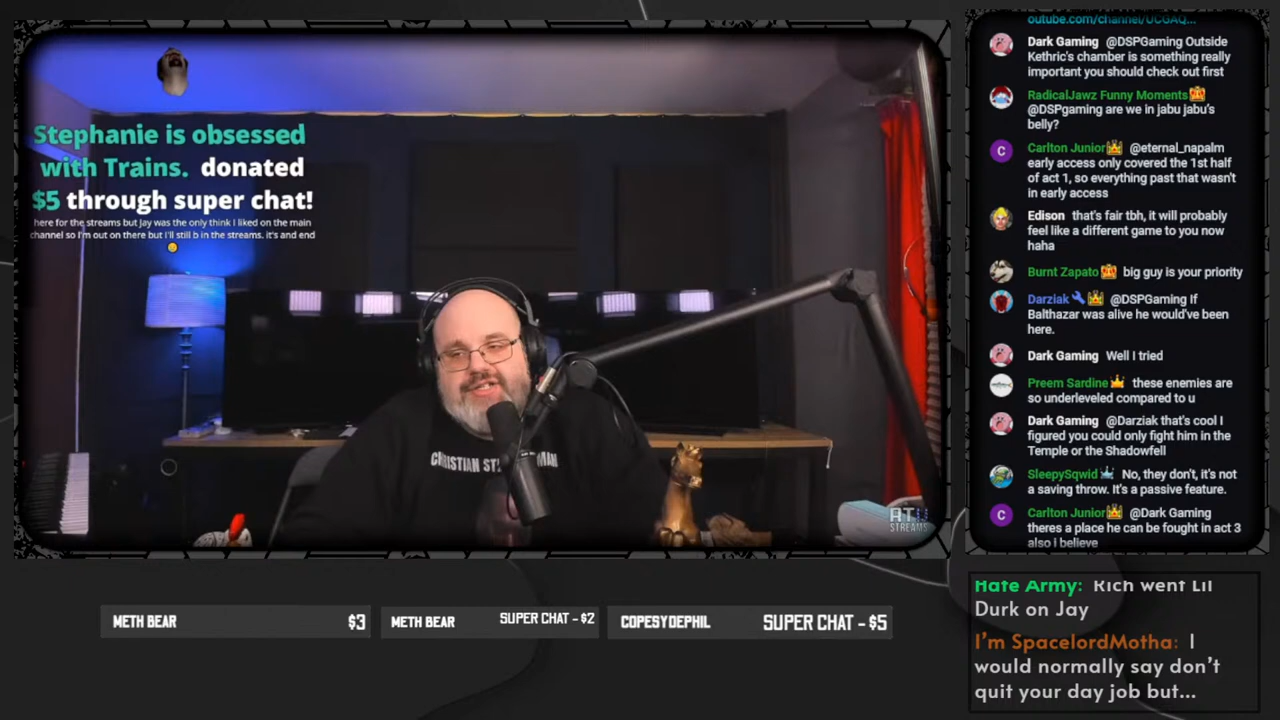 Stephanie is obsessed
with Trains. donated
$5 through super chat!
here for the streams but Jay was the only think I liked on the main
channel so I'm out on there but I'll still b in the streams. it's and end
CHRISTIAN
ATU
STREAMS
METH BEAR $3
METH BEAR SUPER CHAT - $2
COPESYDEPHIL SUPER CHAT - $5
outube.com/channel/UCGAQ...
Dark Gaming @DSPGaming Outside
Kethric's chamber is something really
important you should check out first
RadicalJawz Funny Moments
@DSPgaming are we in jabu jabu's
belly?
Carlton Junior @eternal_napalm
early access only covered the 1st half
of act 1, so everything past that wasn't
in early access
Edison that's fair tbh, it will probably
feel like a different game to you now
haha
Burnt Zapato big guy is your priority
Darziak @DSPGaming If
Balthazar was alive he would've been
here.
Dark Gaming Well I tried
Preem Sardine these enemies are
so underleveled compared to u
Dark Gaming @Darziak that's cool I
figured you could only fight him in the
Temple or the Shadowfell
SleepySqwid No, they don't, it's not
a saving throw. It's a passive feature.
C Carlton Junior @Dark Gaming
theres a place he can be fought in act 3
also i believe
Hate Army: Rich went Lil
Durk on Jay
I'm SpacelordMotha: I
would normally say don't
quit your day job but...